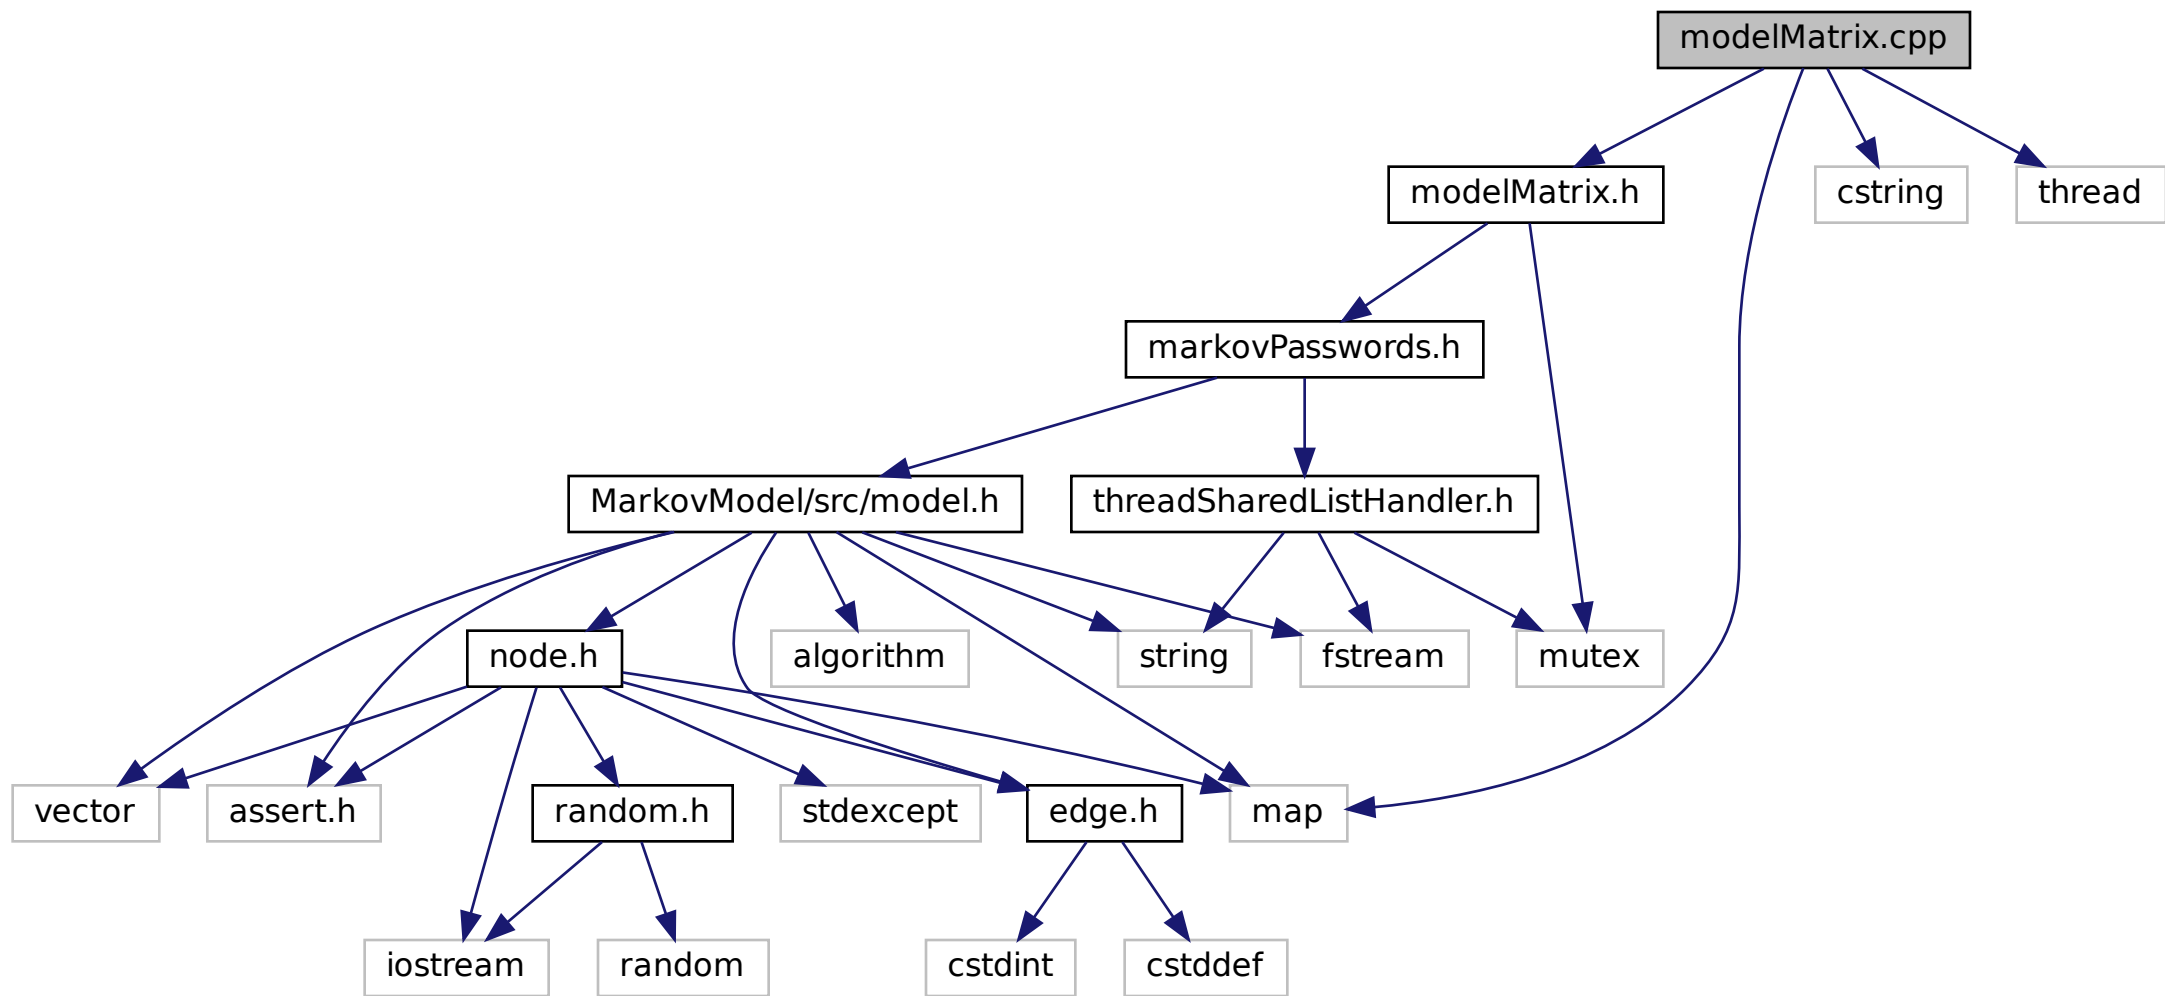 modelMatrix.cpp
modelMatrix.h
cstring
thread
markovPasswords.h
MarkovModel/src/model.h
threadSharedListHandler.h
node.h
algorithm
string
fstream
mutex
vector
assert.h
random.h
stdexcept
edge.h
map
iostream
random
cstdint
cstddef